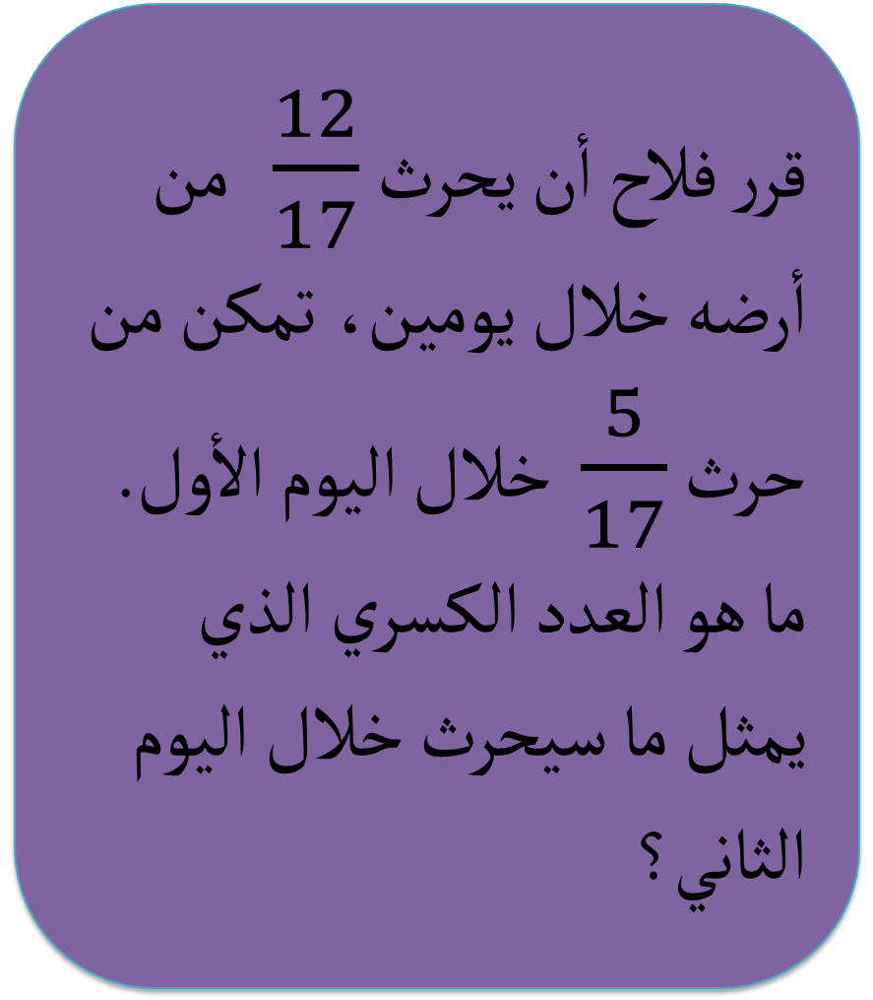 قرر فلاح أن يحرث 12/17 من
أرضه خلال يومين، تمكن من
حرث 5/17 خلال اليوم الأول.
ما هو العدد الكسري الذي
يمثل ما سيحرث خلال اليوم
الثاني؟